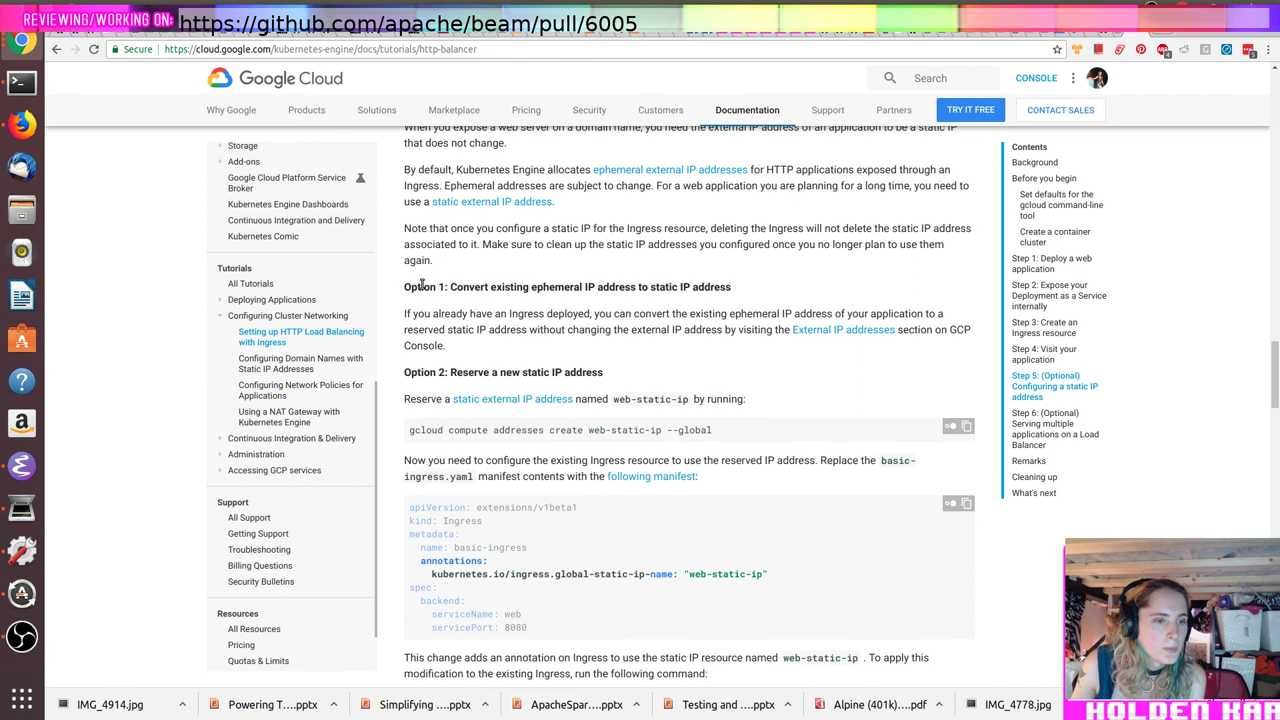 REVIEWING/WORKING ON: https://github.com/apache/beam/pull/6005
Secure https://cloud.google.com/kubernetes-engine/docs/tutorials/http-balancer
Google Cloud
Search
CONSOLE
Why Google Products Solutions Marketplace Pricing Security Customers Documentation Support Partners TRY IT FREE CONTACT SALES
Storage
Add-ons
Google Cloud Platform Service
Broker
Kubernetes Engine Dashboards
Continuous Integration and Delivery
Kubernetes Comic
Tutorials
All Tutorials
Deploying Applications
Configuring Cluster Networking
Setting up HTTP Load Balancing
with Ingress
Configuring Domain Names with
Static IP Addresses
Configuring Network Policies for
Applications
Using a NAT Gateway with
Kubernetes Engine
Continuous Integration & Delivery
Administration
Accessing GCP services
Support
All Support
Getting Support
Troubleshooting
Billing Questions
Security Bulletins
Resources
All Resources
Pricing
Quotas & Limits
When you expose a web server on a domain name, you need the external IP address of an application to be a static IP
that does not change.
By default, Kubernetes Engine allocates ephemeral external IP addresses for HTTP applications exposed through an
Ingress. Ephemeral addresses are subject to change. For a web application you are planning for a long time, you need to
use a static external IP address.
Note that once you configure a static IP for the Ingress resource, deleting the Ingress will not delete the static IP address
associated to it. Make sure to clean up the static IP addresses you configured once you no longer plan to use them
again.
Option 1: Convert existing ephemeral IP address to static IP address
If you already have an Ingress deployed, you can convert the existing ephemeral IP address of your application to a
reserved static IP address without changing the external IP address by visiting the External IP addresses section on GCP
Console.
Option 2: Reserve a new static IP address
Reserve a static external IP address named web-static-ip by running:
gcloud compute addresses create web-static-ip --global
Now you need to configure the existing Ingress resource to use the reserved IP address. Replace the basic-
ingress.yaml manifest contents with the following manifest:
apiVersion: extensions/v1beta1
kind: Ingress
metadata:
name: basic-ingress
annotations:
kubernetes.io/ingress.global-static-ip-name: "web-static-ip"
spec:
backend:
serviceName: web
servicePort: 8080
This change adds an annotation on Ingress to use the static IP resource named web-static-ip . To apply this
modification to the existing Ingress, run the following command:
Contents
Background
Before you begin
Set defaults for the
gcloud command-line
tool
Create a container
cluster
Step 1: Deploy a web
application
Step 2: Expose your
Deployment as a Service
internally
Step 3: Create an
Ingress resource
Step 4: Visit your
application
Step 5: (Optional)
Configuring a static IP
address
Step 6: (Optional)
Serving multiple
applications on a Load
Balancer
Remarks
Cleaning up
What's next
IMG_4914.jpg Powering T....pptx Simplifying ....pptx ApacheSpar....pptx Testing and ....pptx Alpine (401k)....pdf IMG_4778.jpg
HOLDEN KAR